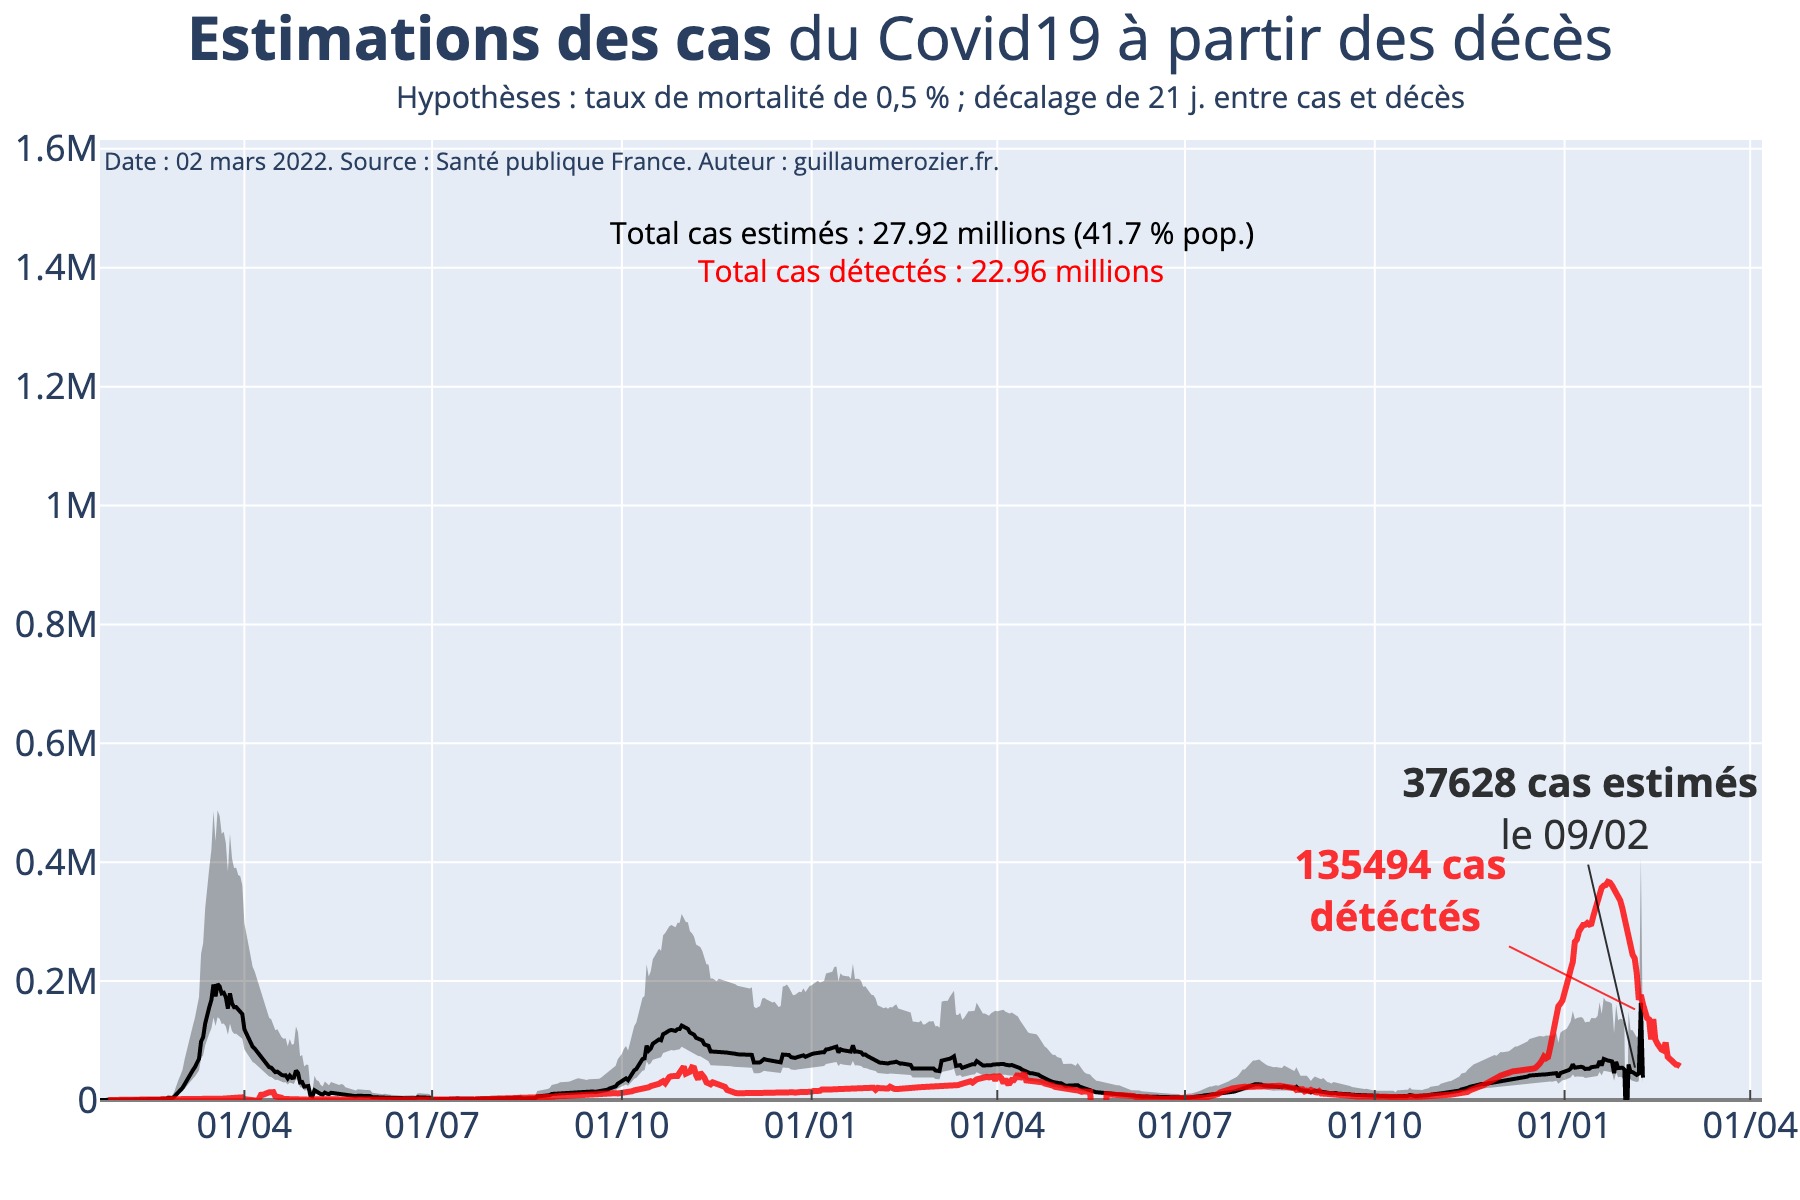 Estimations des cas du Covid19 à partir des décès
Hypothèses : taux de mortalité de 0,5 % ; décalage de 21 j. entre cas et décès
1.6M
Date : 02 mars 2022. Source : Santé publique France. Auteur : guillaumerozier.fr.
Total cas estimés : 27.92 millions (41.7 % pop.)
1.4M
Total cas détectés : 22.96 millions
1.2M
1M
0.8M
0.6M
37628 cas estimés
le 09/02
0.4M
135494 cas
détéctés
0.2M
0
01/04 01/07 01/10 01/01 01/04 01/07 01/10 01/01 01/04